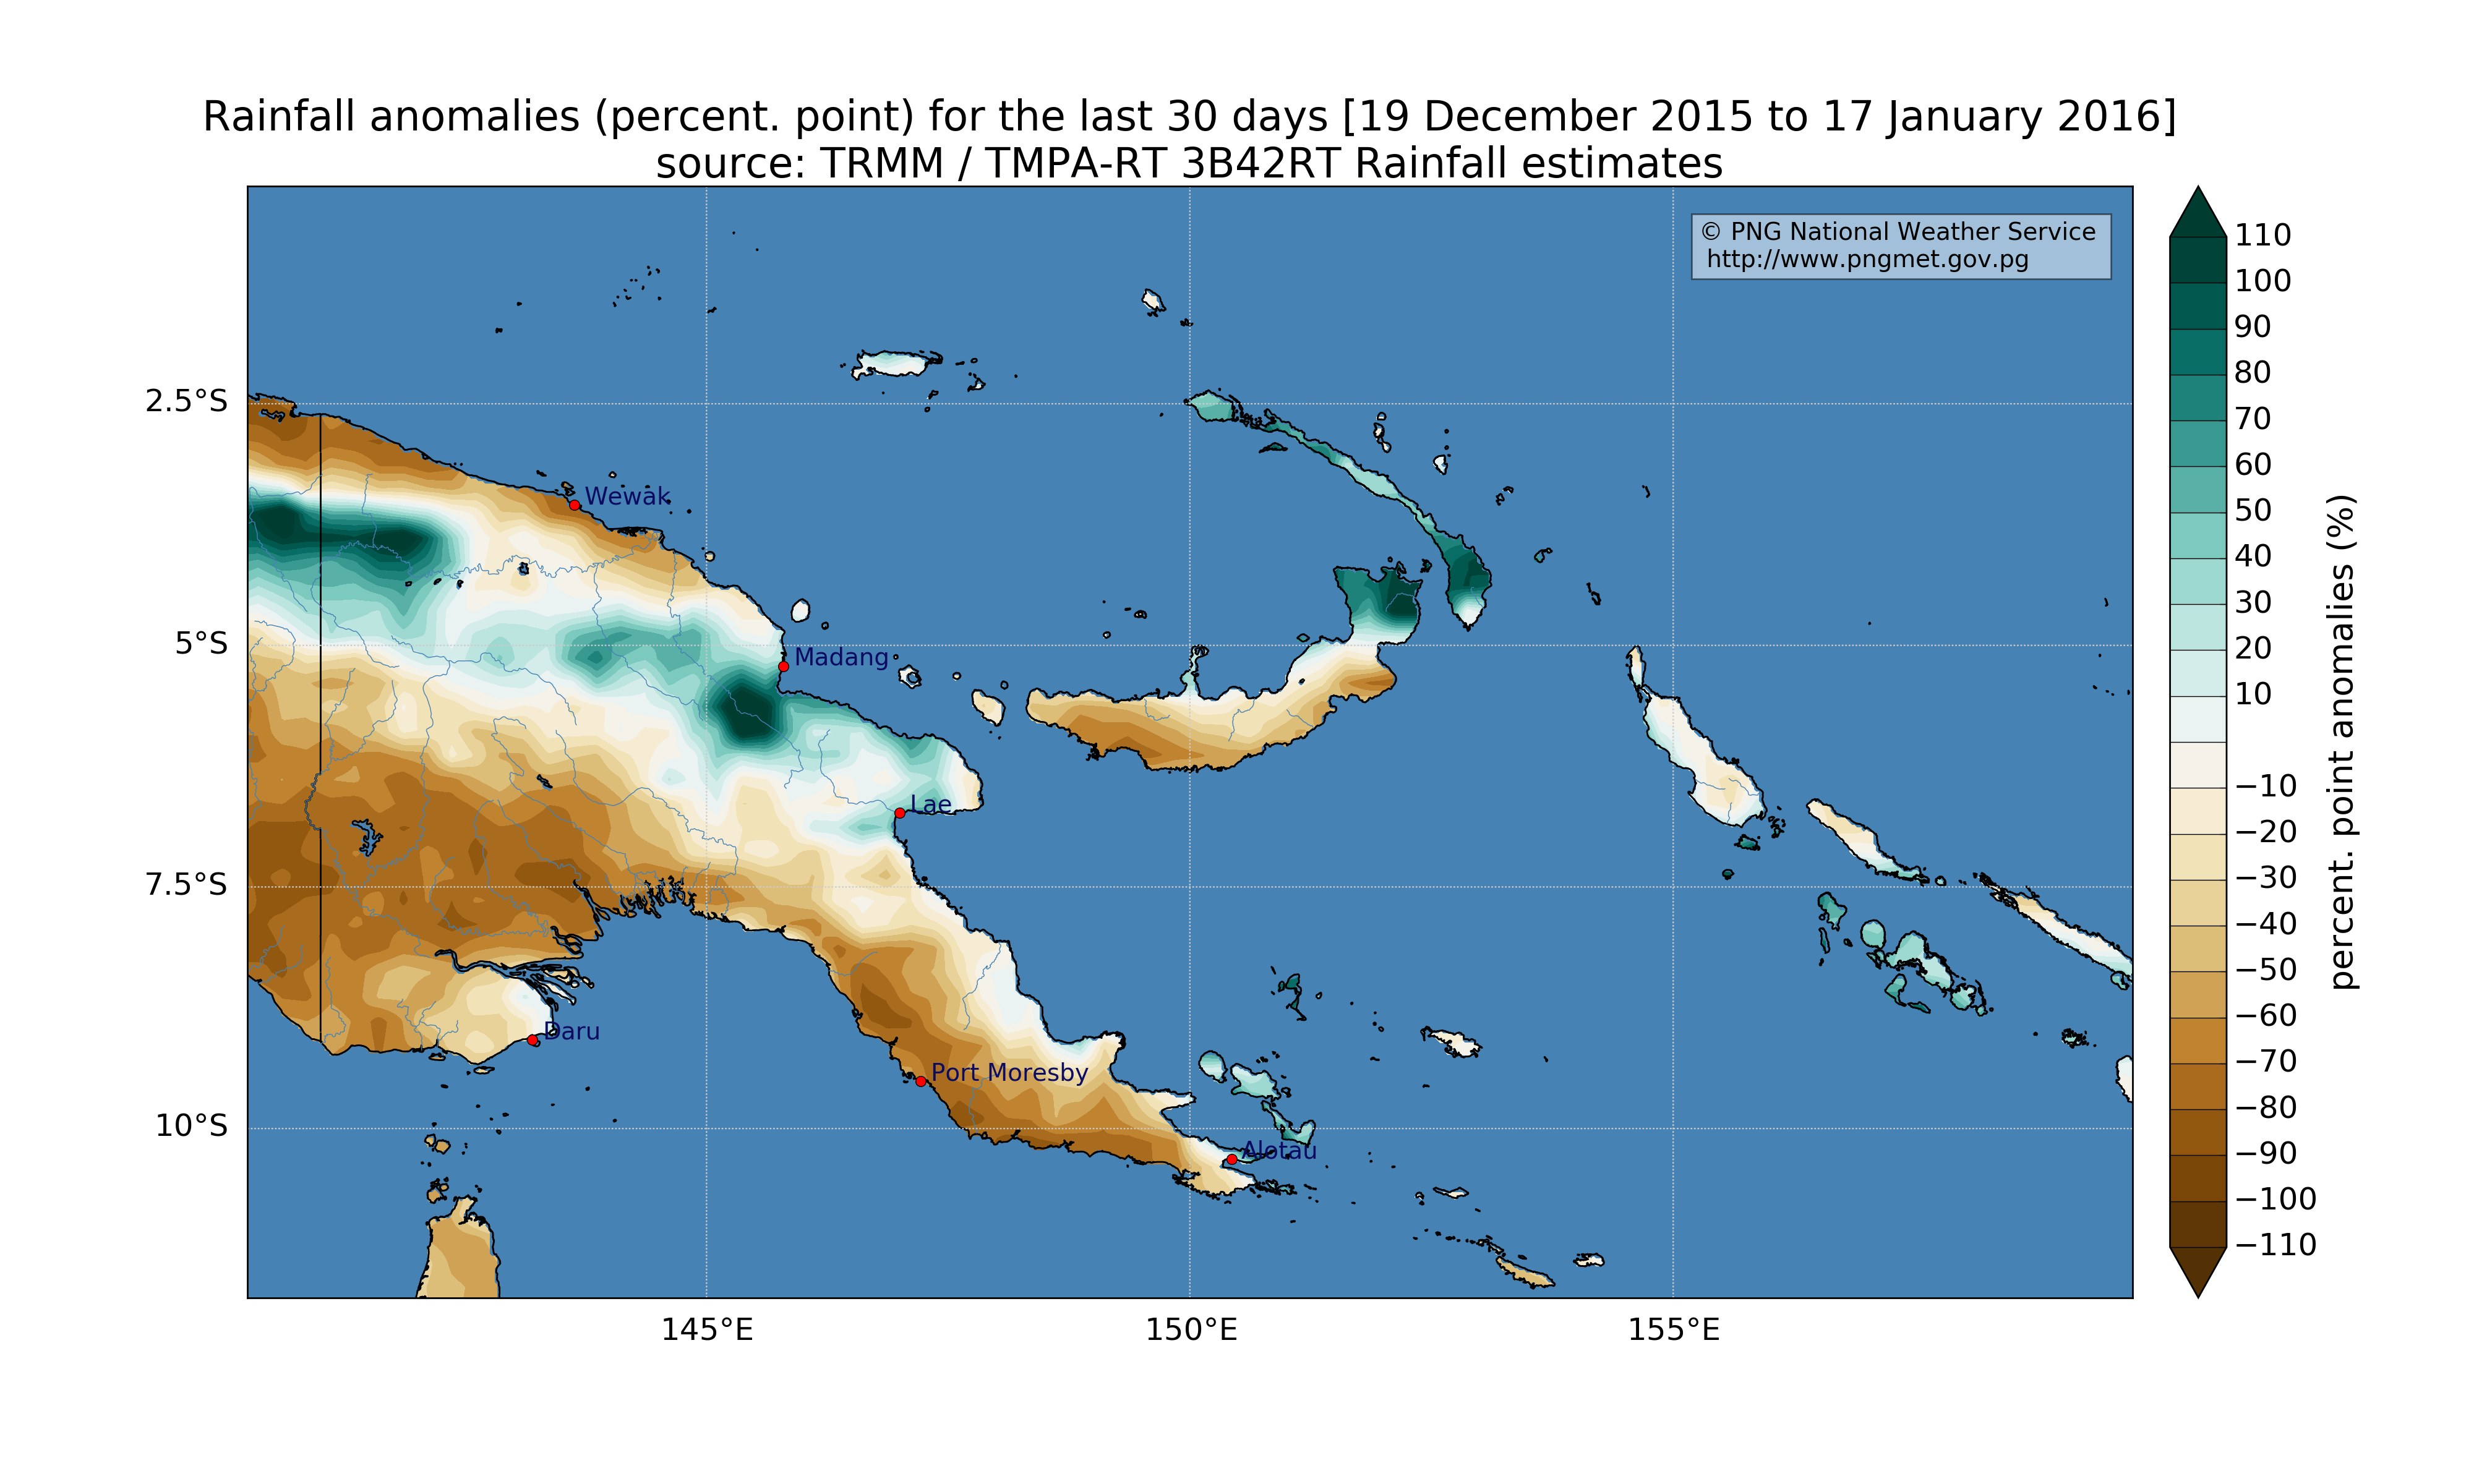 Rainfall anomalies (percent. point) for the last 30 days [19 December 2015 to 17 January 2016]
source: TRMM / TMPA-RT 3B42RT Rainfall estimates
© PNG National Weather Service
http://www.pngmet.gov.pg
2.5°S
5°S
7.5°S
10°S
145°E
150°E
155°E
Wewak
Madang
Lae
Daru
Port Moresby
Alotau
110
100
90
80
70
60
50
40
30
20
10
−10
−20
−30
−40
−50
−60
−70
−80
−90
−100
−110
percent. point anomalies (%)